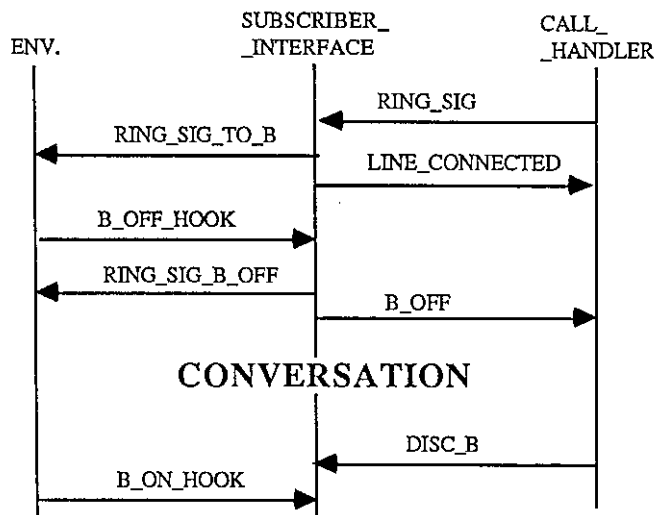 ENV.
SUBSCRIBER_
_INTERFACE
CALL_
_HANDLER
RING_SIG
RING_SIG_TO_B
LINE_CONNECTED
B_OFF_HOOK
RING_SIG_B_OFF
B_OFF
CONVERSATION
DISC_B
B_ON_HOOK